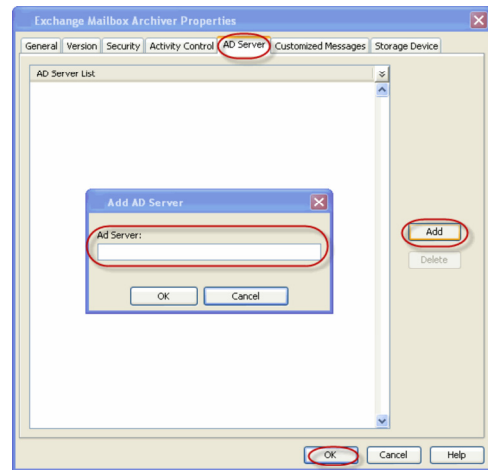 Exchange Mailbox Archiver Properties
General Version Security Activity Control AD Server Customized Messages Storage Device
AD Server List
Add AD Server
Ad Server:
OK Cancel
Add
Delete
OK Cancel Help